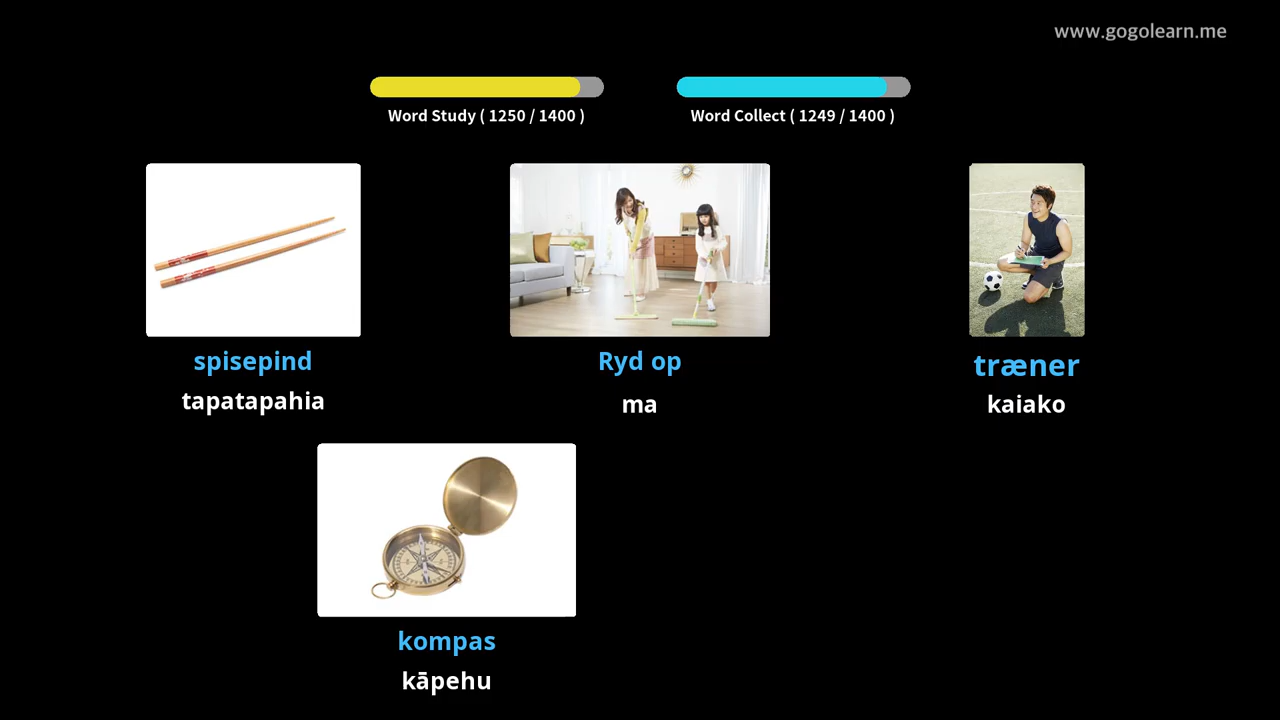 www.gogolearn.me
Word Study ( 1250 / 1400 )
Word Collect ( 1249 / 1400 )
spisepind
tapatapahia
Ryd op
ma
træner
kaiako
kompas
kāpehu